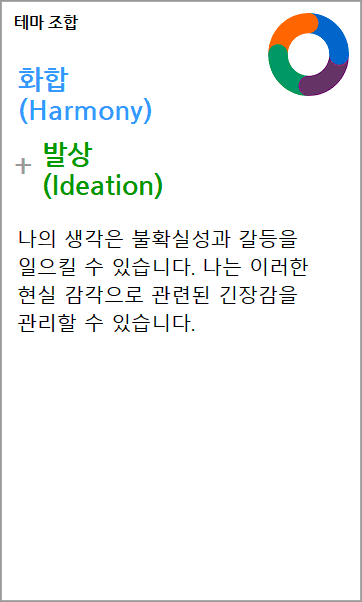 테마 조합
화합
(Harmony)
+ 발상
(Ideation)
나의 생각은 불확실성과 갈등을
일으킬 수 있습니다. 나는 이러한
현실 감각으로 관련된 긴장감을
관리할 수 있습니다.